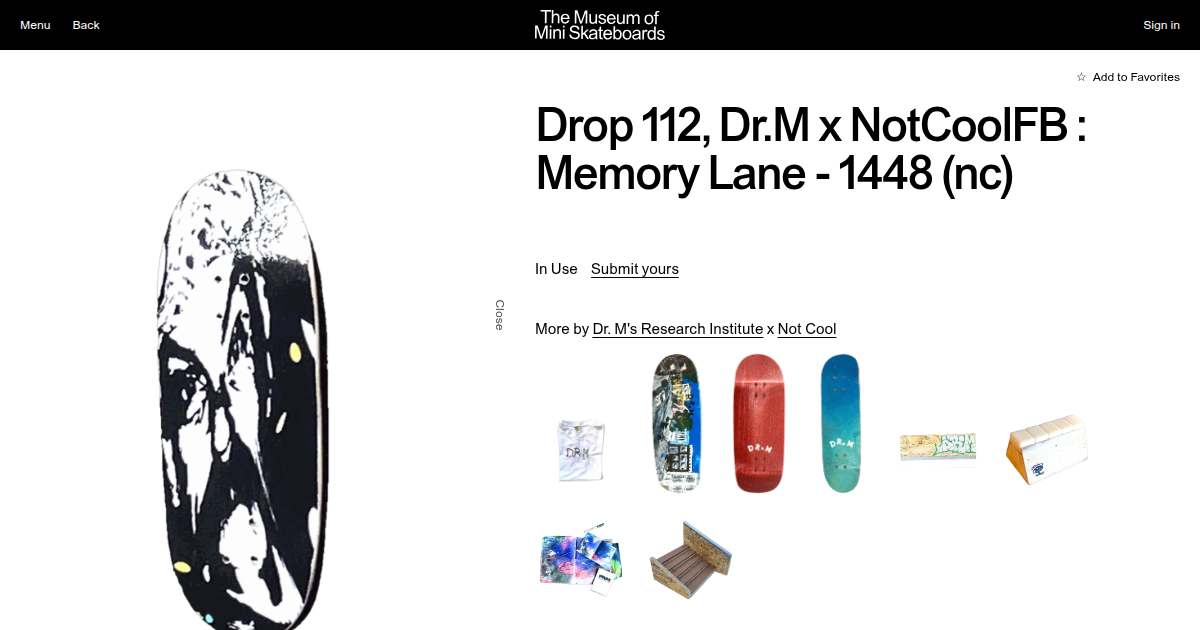 Menu
Back
The Museum of
Mini Skateboards
Sign in
☆ Add to Favorites
Drop 112, Dr.M x NotCoolFB :
Memory Lane - 1448 (nc)
In Use
Submit yours
Close
More by Dr. M's Research Institute x Not Cool
DR.M
DR.M
DR.M